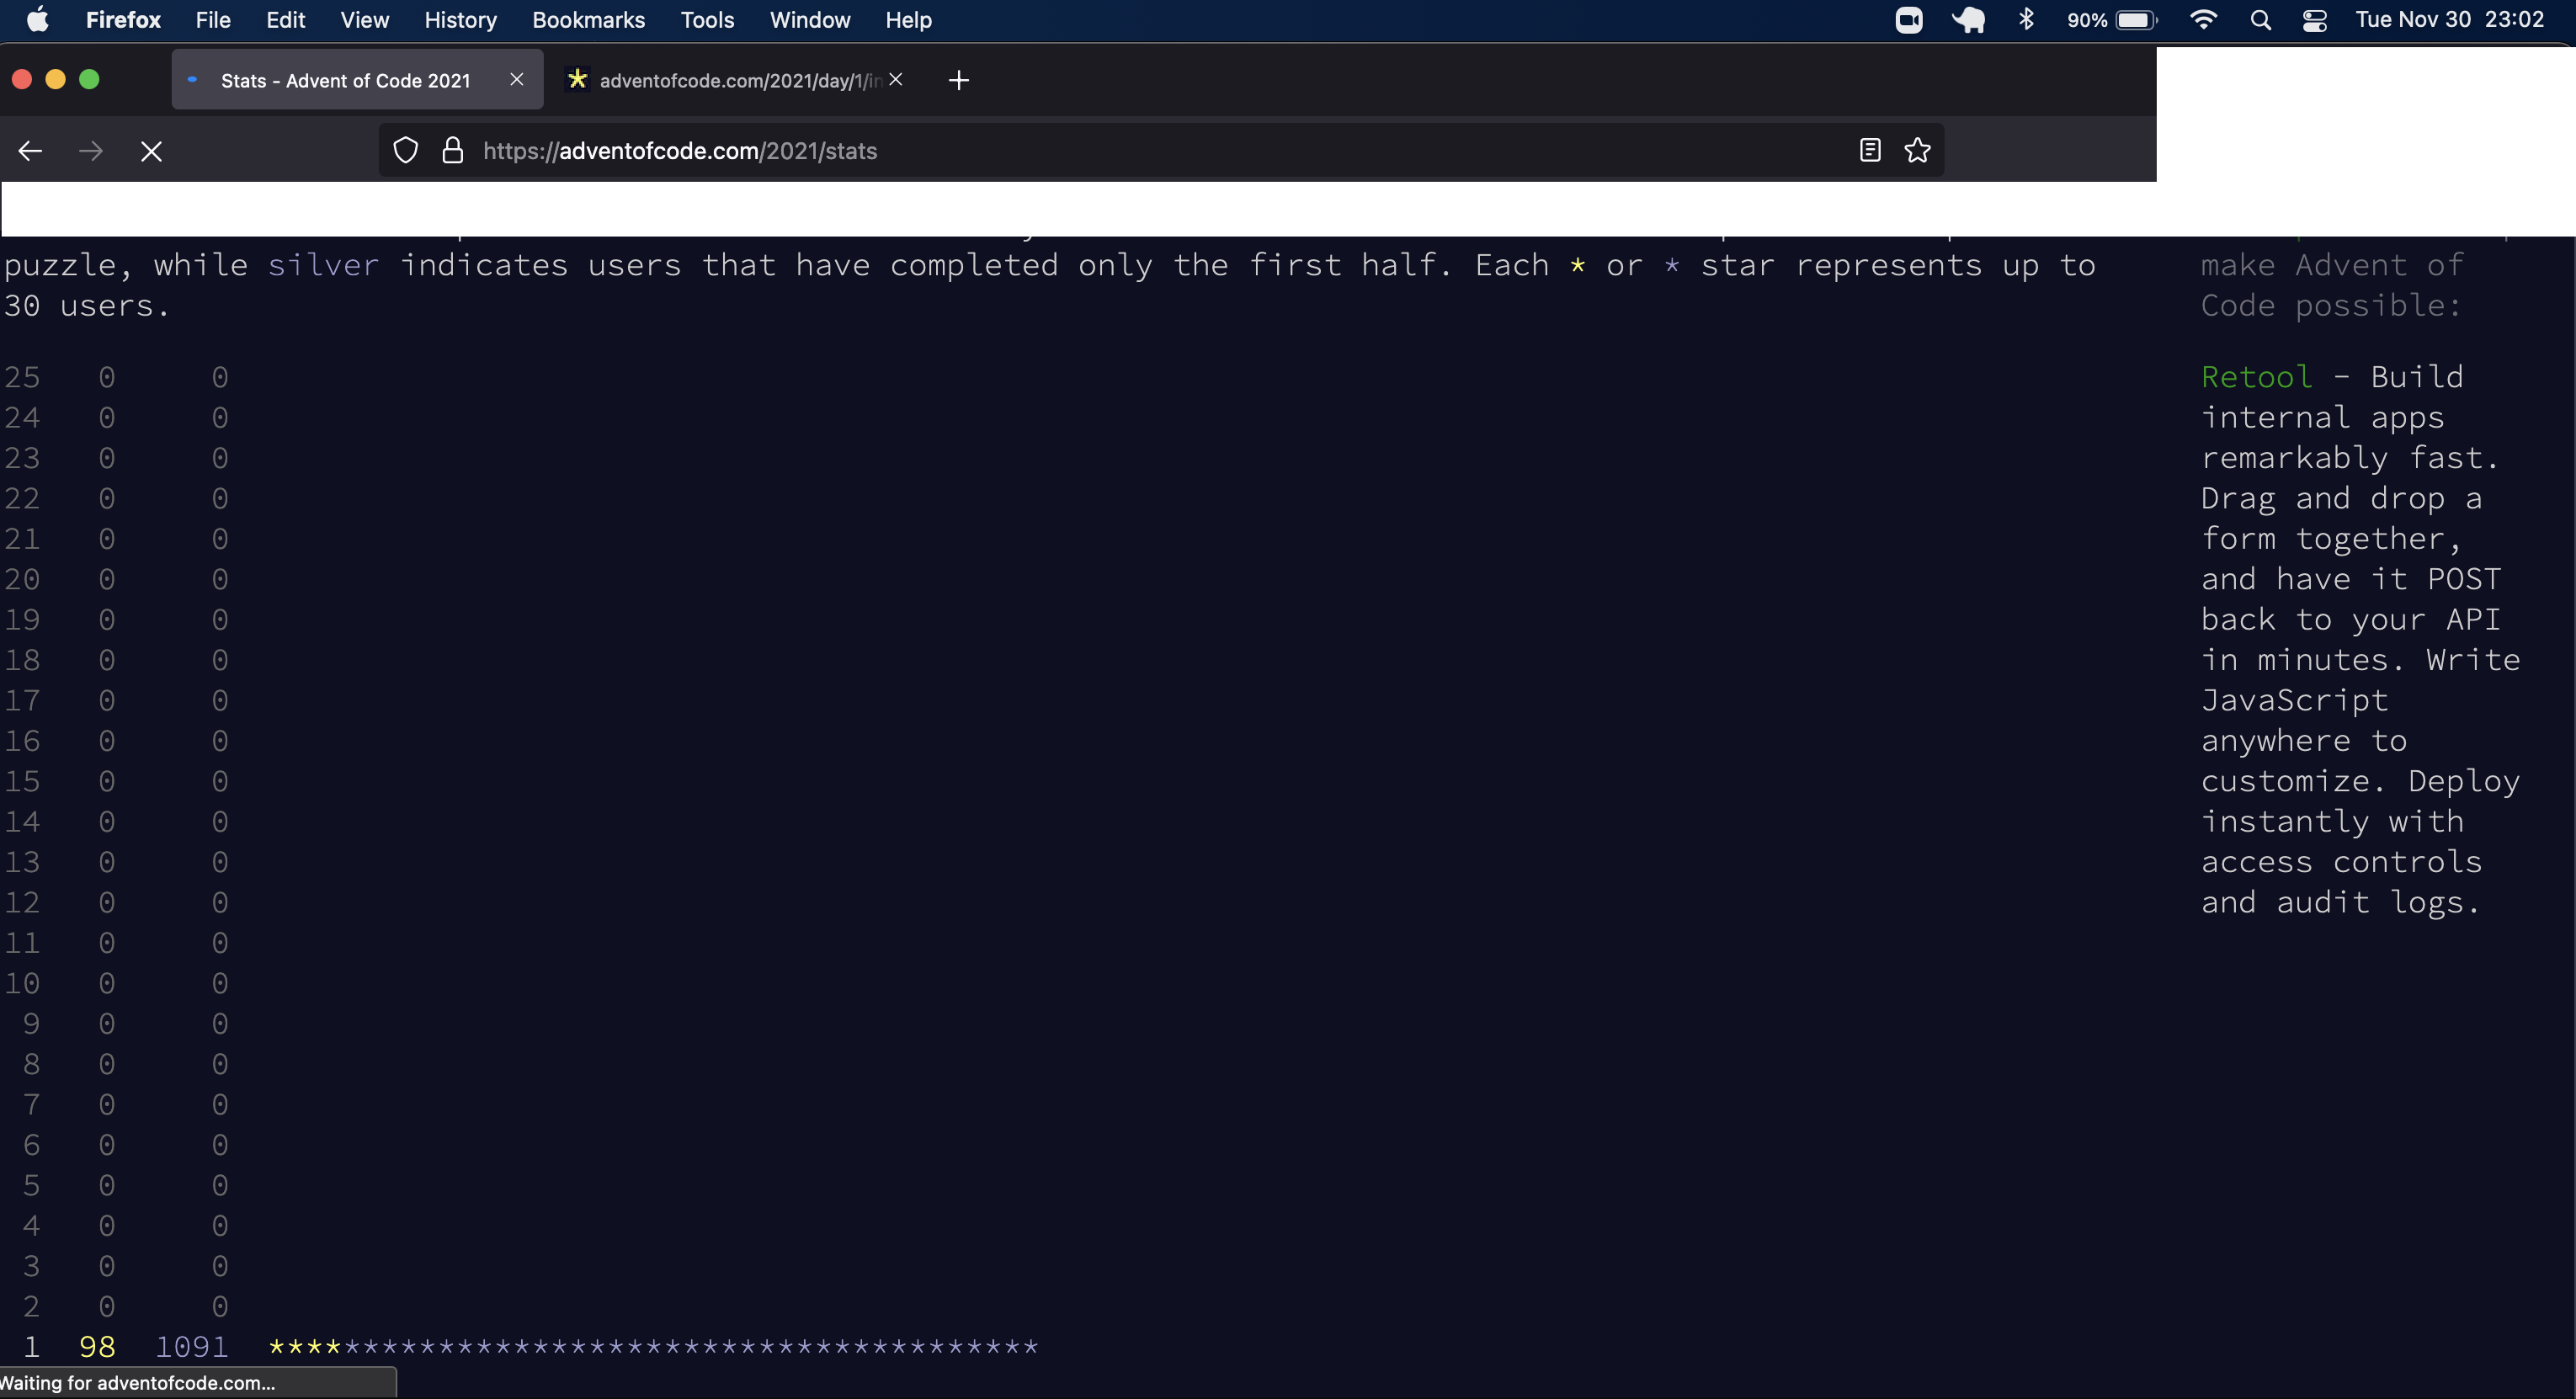 Firefox File Edit View History Bookmarks Tools Window Help 90% Tue Nov 30 23:02
Stats - Advent of Code 2021 adventofcode.com/2021/day/1/in
https://adventofcode.com/2021/stats
puzzle, while silver indicates users that have completed only the first half. Each * or * star represents up to
30 users.
25 0 0
24 0 0
23 0 0
22 0 0
21 0 0
20 0 0
19 0 0
18 0 0
17 0 0
16 0 0
15 0 0
14 0 0
13 0 0
12 0 0
11 0 0
10 0 0
9 0 0
8 0 0
7 0 0
6 0 0
5 0 0
4 0 0
3 0 0
2 0 0
1 98 1091 *****************************************
make Advent of
Code possible:
Retool - Build
internal apps
remarkably fast.
Drag and drop a
form together,
and have it POST
back to your API
in minutes. Write
JavaScript
anywhere to
customize. Deploy
instantly with
access controls
and audit logs.
Waiting for adventofcode.com...